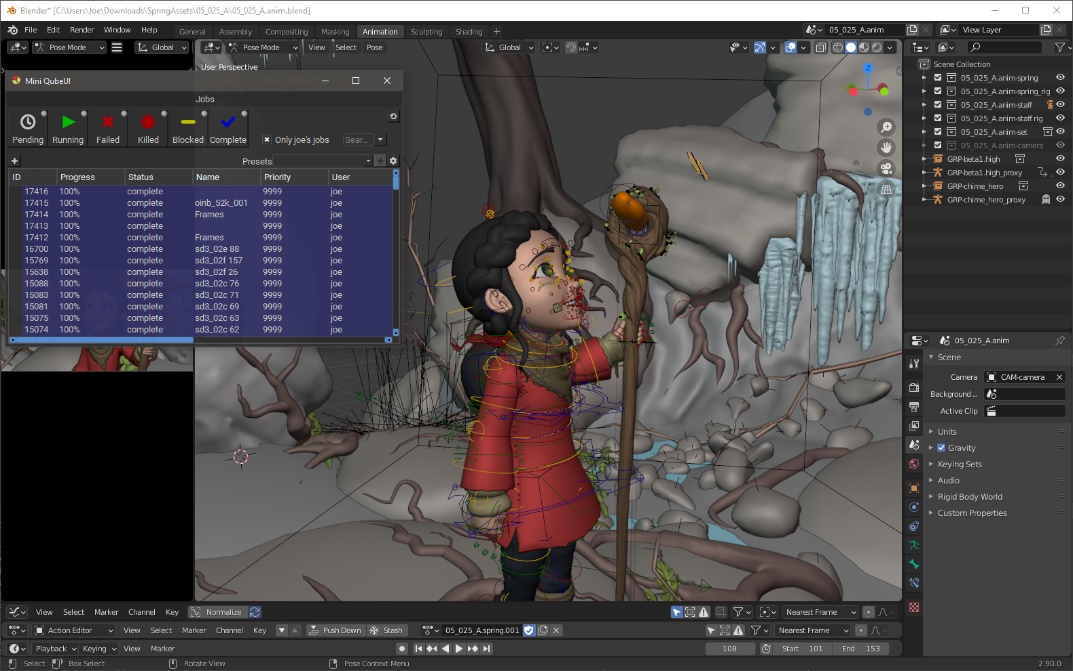 Blender* [C:\Users\Joe\Downloads\SpringAssets\05_025_A\05_025_A.anim.blend]
File Edit Render Window Help General Assembly Compositing Masking Animation Sculpting Shading + 05_025_A.anim View Layer
Pose Mode Global Pose Mode View Select Pose Global
User Perspective
Mini QubeUI
Jobs
Pending Running Failed Killed Blocked Complete Only joe's jobs Sear...
Presets
ID Progress Status Name Priority User
17416 100% complete 9999 joe
17415 100% complete oinb_52k_001 9999 joe
17414 100% complete Frames 9999 joe
17413 100% complete 9999 joe
17412 100% complete Frames 9999 joe
16700 100% complete sd3_02e 88 9999 joe
15769 100% complete sd3_02f 157 9999 joe
15638 100% complete sd3_02f 26 9999 joe
15088 100% complete sd3_02c 76 9999 joe
15083 100% complete sd3_02c 71 9999 joe
15081 100% complete sd3_02c 69 9999 joe
15075 100% complete sd3_02c 63 9999 joe
15074 100% complete sd3_02c 62 9999 joe
Scene Collection
05_025_A.anim-spring
05_025_A.anim-spring_rig
05_025_A.anim-staff
05_025_A.anim-staff rig
05_025_A.anim-set
05_025_A.anim-camera
GRP-beta1.high
GRP-beta1.high_proxy
GRP-chime_hero
GRP-chime_hero_proxy
05_025_A.anim
Scene
Camera CAM-camera
Background...
Active Clip
Units
Gravity
Keying Sets
Audio
Rigid Body World
Custom Properties
View Select Marker Channel Key Normalize Nearest Frame
Action Editor View Select Marker Channel Key Push Down Stash 05_025_A.spring.001 Nearest Frame
Playback Keying View Marker 108 Start 101 End 153
Select Box Select Rotate View Pose Context Menu 2.90.0